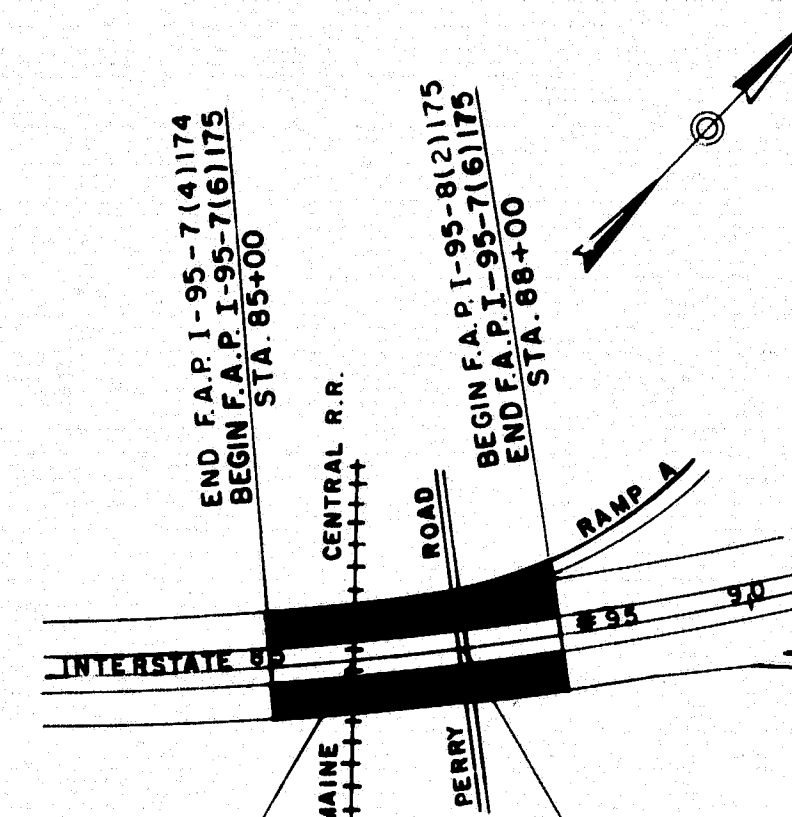 END F.A.P. I-95-7(4)174
BEGIN F.A.P. I-95-7(6)175
STA. 85+00
BEGIN F.A.P. I-95-8(2)175
END F.A.P. I-95-7(6)175
STA. 88+00
CENTRAL R.R.
ROAD
RAMP A
INTERSTATE 85
# 95
90
MAINE
PERRY